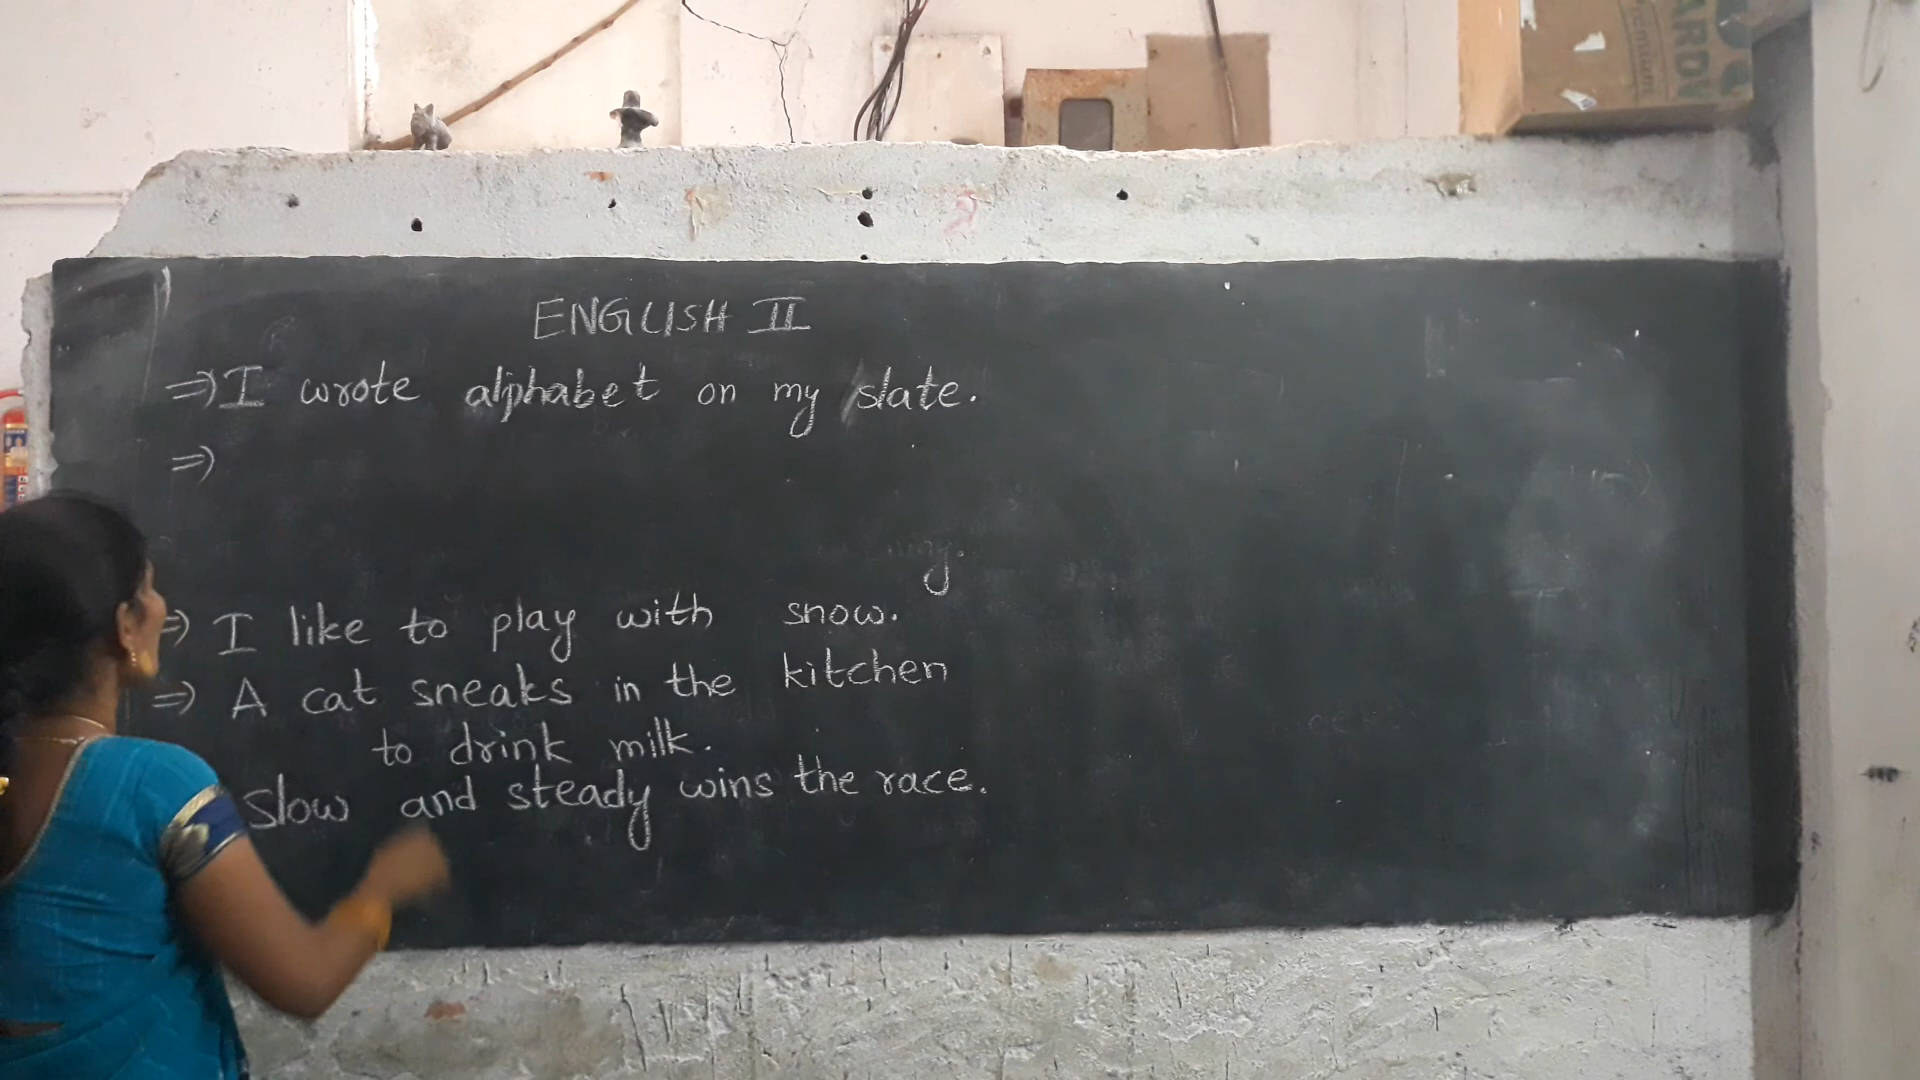 ENGLISH II
⇒ I wrote alphabet on my slate.
⇒
⇒ I like to play with snow.
⇒ A cat sneaks in the kitchen
to drink milk.
Slow and steady wins the race.